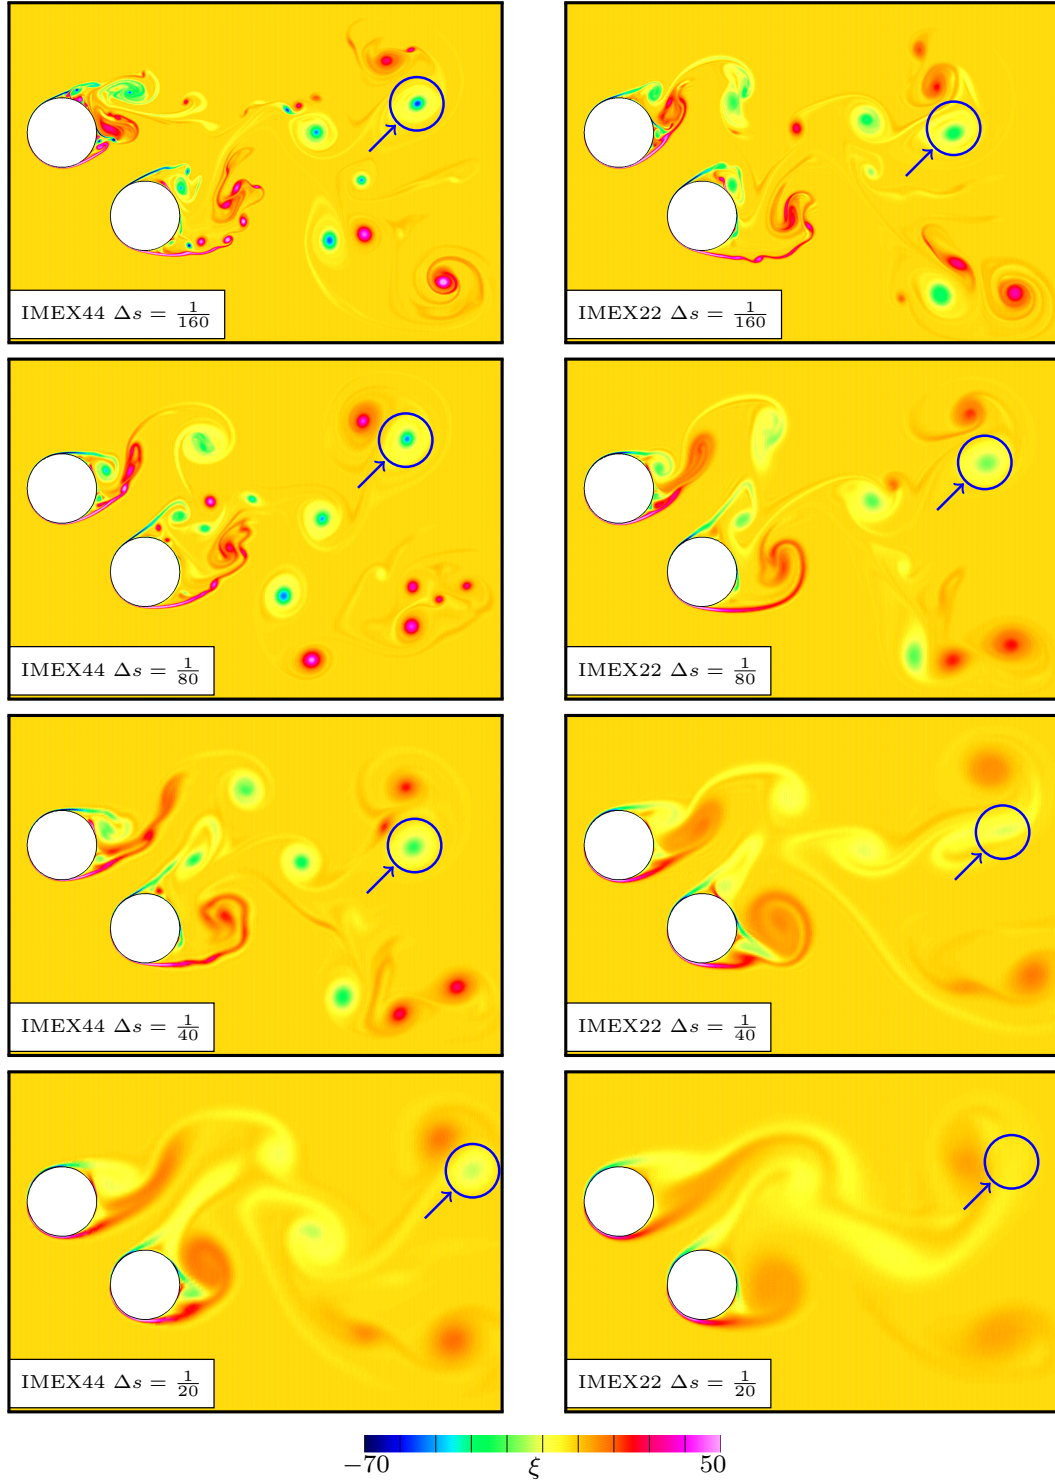 IMEX44 Δs = 1/160
IMEX22 Δs = 1/160
IMEX44 Δs = 1/80
IMEX22 Δs = 1/80
IMEX44 Δs = 1/40
IMEX22 Δs = 1/40
IMEX44 Δs = 1/20
IMEX22 Δs = 1/20
−70 ξ 50